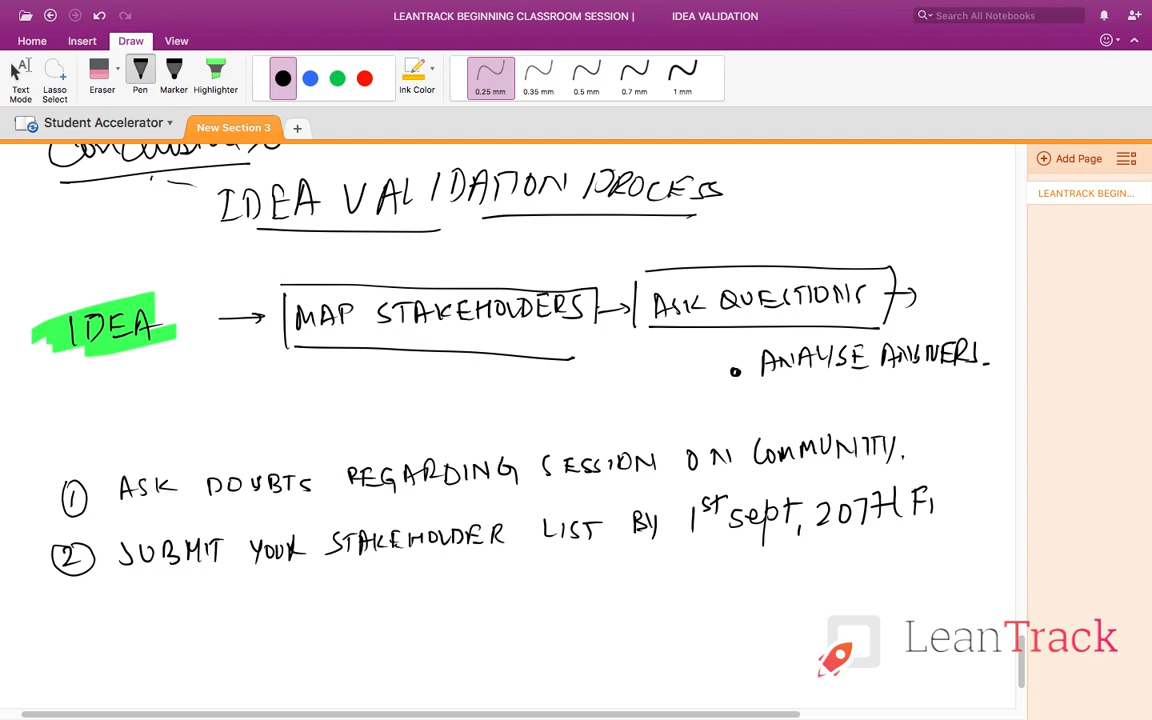 LEANTRACK BEGINNING CLASSROOM SESSION | IDEA VALIDATION
Search All Notebooks
Home Insert Draw View
Text Mode
Lasso Select
Eraser
Pen
Marker
Highlighter
Ink Color
0.25 mm 0.35 mm 0.5 mm 0.7 mm 1 mm
Student Accelerator
New Section 3
Add Page
LEANTRACK BEGIN...
IDEA VALIDATION PROCESS
IDEA → MAP STAKEHOLDERS → ASK QUESTIONS →
• ANALYSE ANSWERS.
① ASK DOUBTS REGARDING SESSION ON COMMUNITY.
② SUBMIT YOUR STAKEHOLDER LIST BY 1st Sept,
LeanTrack